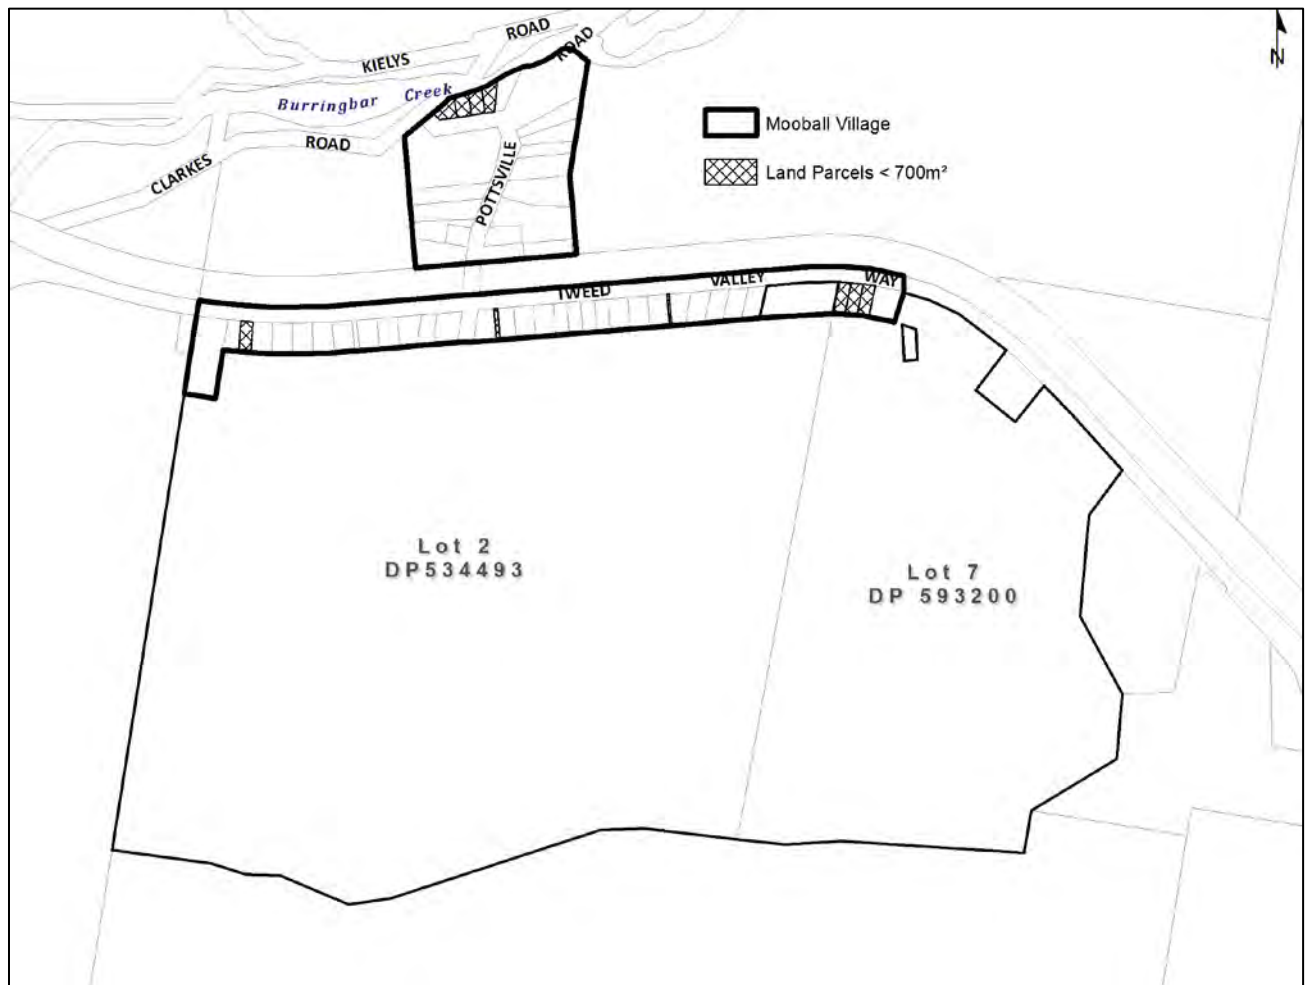 ROAD
ROAD
KIELYS
Burringbar Creek
ROAD
CLARKES
POTTSVILLE
N
Mooball Village
Land Parcels < 700m²
TWEED VALLEY WAY
Lot 2
DP534493
Lot 7
DP 593200